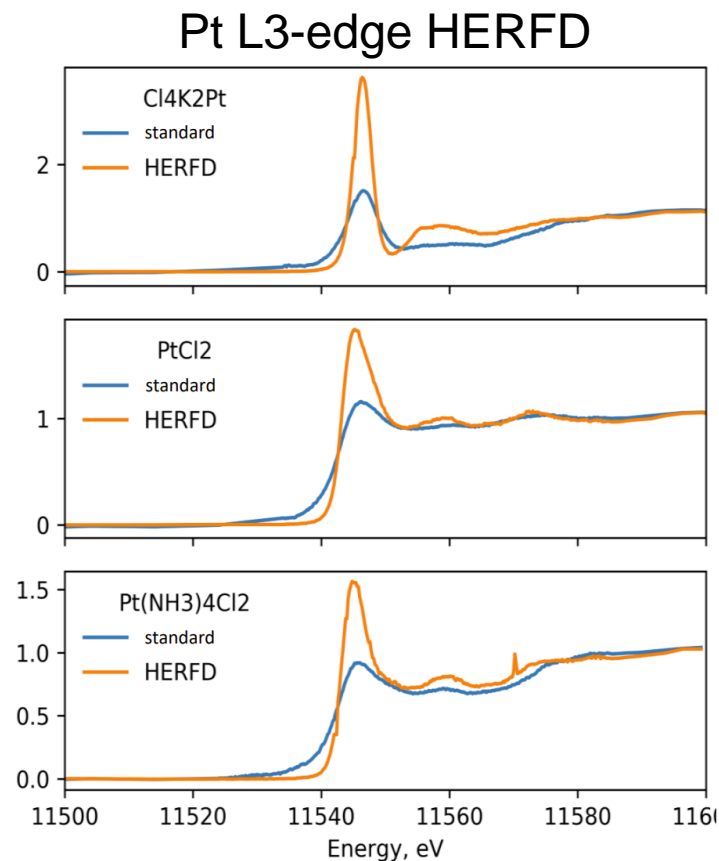 Pt L3-edge HERFD
Cl4K2Pt
standard
HERFD
2
0
PtCl2
standard
HERFD
1
0
Pt(NH3)4Cl2
standard
HERFD
1.5
1.0
0.5
0.0
11500 11520 11540 11560 11580 1160
Energy, eV